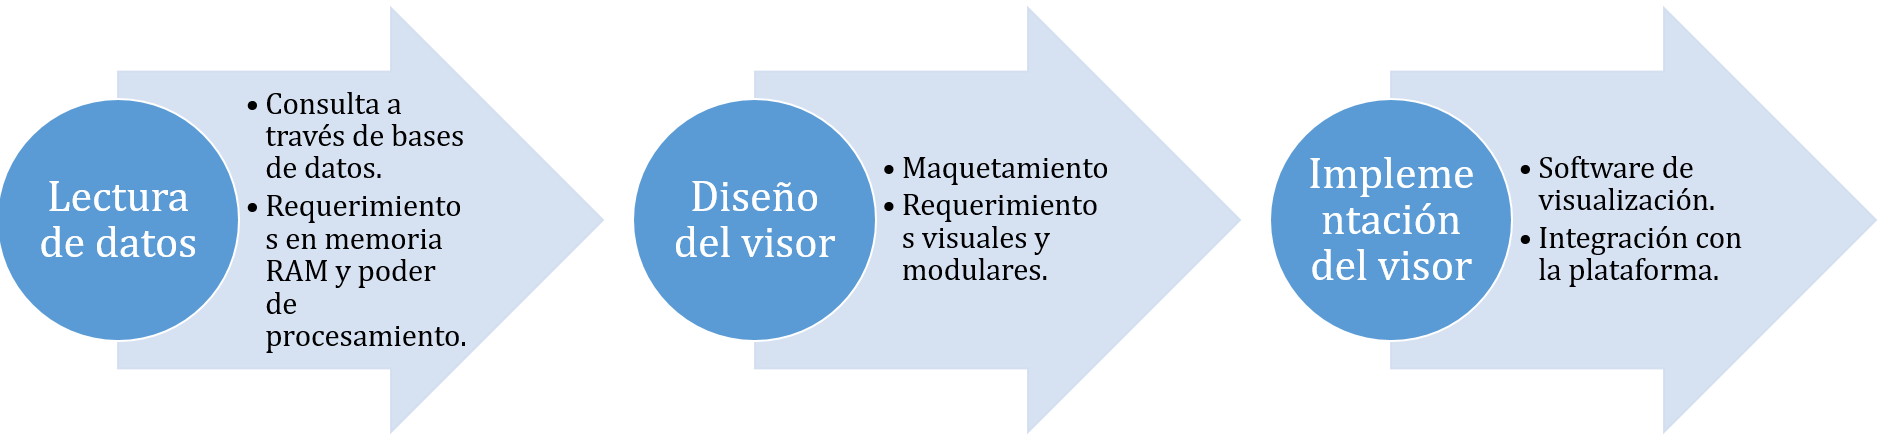 Lectura
de datos
• Consulta a
través de bases
de datos.
• Requerimiento
s en memoria
RAM y poder
de
procesamiento.
Diseño
del visor
• Maquetamiento
• Requerimiento
s visuales y
modulares.
Impleme
ntación
del visor
• Software de
visualización.
• Integración con
la plataforma.